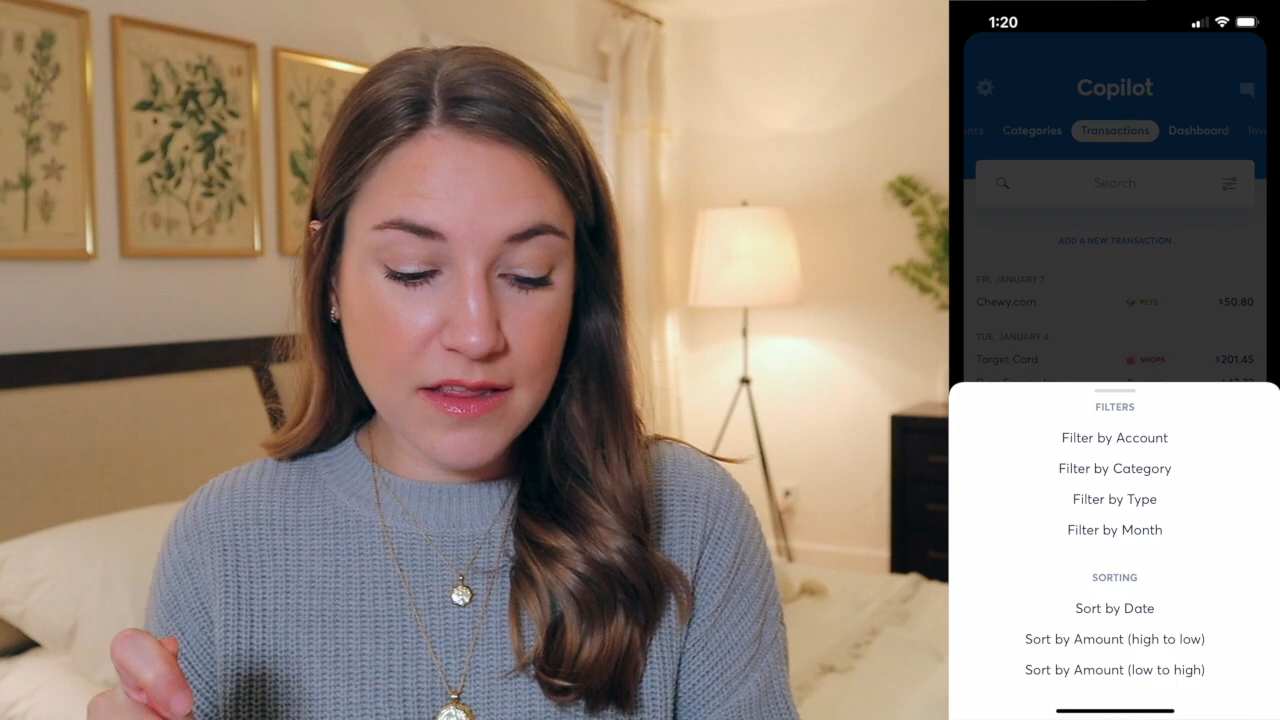 1:20
Copilot
nts Categories Transactions Dashboard Inv
Search
ADD A NEW TRANSACTION
FRI, JANUARY 7
Chewy.com PETS $50.80
TUE, JANUARY 4
Target Card SHOPS $201.45
FILTERS
Filter by Account
Filter by Category
Filter by Type
Filter by Month
SORTING
Sort by Date
Sort by Amount (high to low)
Sort by Amount (low to high)